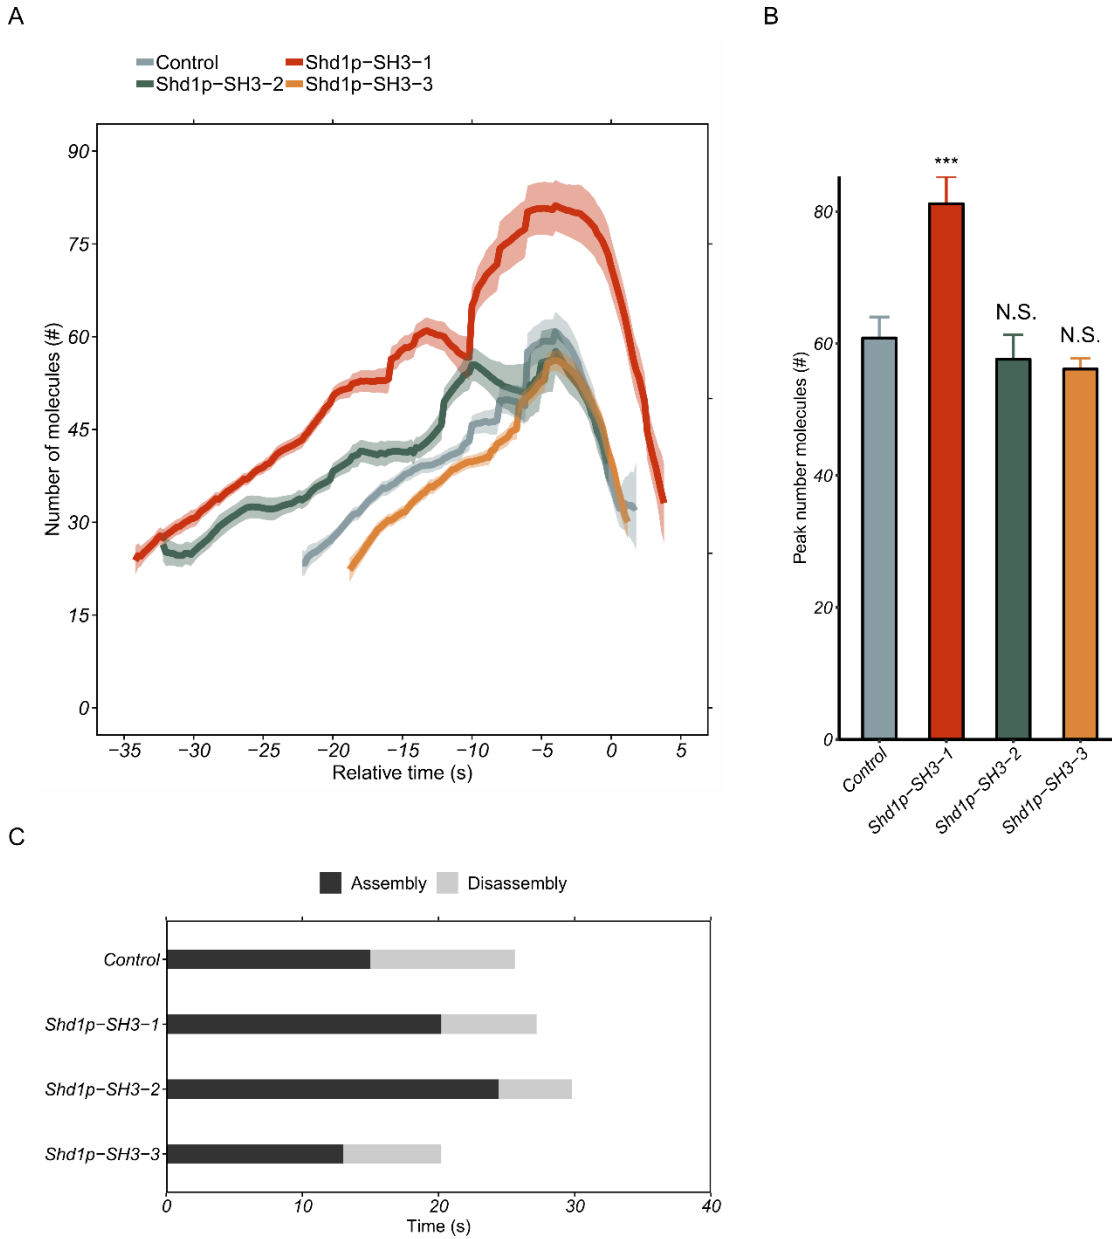 A
B
Control
Shd1p−SH3−1
Shd1p−SH3−2
Shd1p−SH3−3
90
75
60
45
30
15
0
Number of molecules (#)
−35 −30 −25 −20 −15 −10 −5 0 5
Relative time (s)
***
N.S.
N.S.
80
60
40
20
0
Peak number molecules (#)
Control
Shd1p−SH3−1
Shd1p−SH3−2
Shd1p−SH3−3
C
Assembly Disassembly
Control
Shd1p−SH3−1
Shd1p−SH3−2
Shd1p−SH3−3
0 10 20 30 40
Time (s)